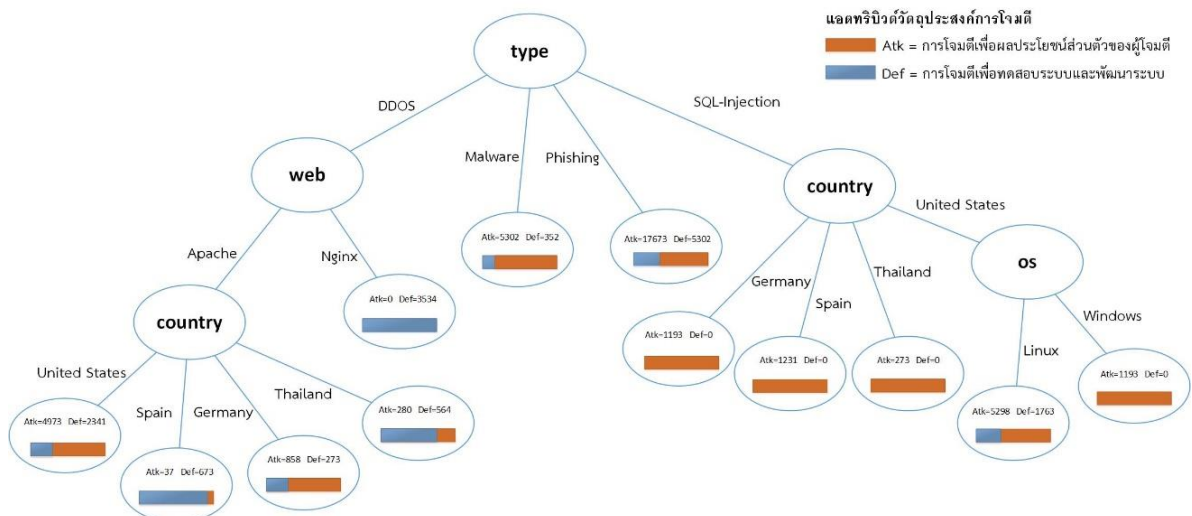 แอตทริบิวต์วัตถุประสงค์การโจมตี
Atk = การโจมตีเพื่อผลประโยชน์ส่วนตัวของผู้โจมตี
Def = การโจมตีเพื่อทดสอบระบบและพัฒนาระบบ
type
DDOS
SQL-Injection
Malware
Phishing
web
country
United States
Apache
Nginx
Atk=5302 Def=352
Atk=17673 Def=5302
Germany
Spain
Thailand
os
country
Atk=0 Def=3534
Windows
Linux
Atk=1193 Def=0
Atk=1231 Def=0
Atk=273 Def=0
Atk=1193 Def=0
United States
Spain
Germany
Thailand
Atk=4973 Def=2341
Atk=280 Def=564
Atk=5298 Def=1763
Atk=37 Def=673
Atk=858 Def=273